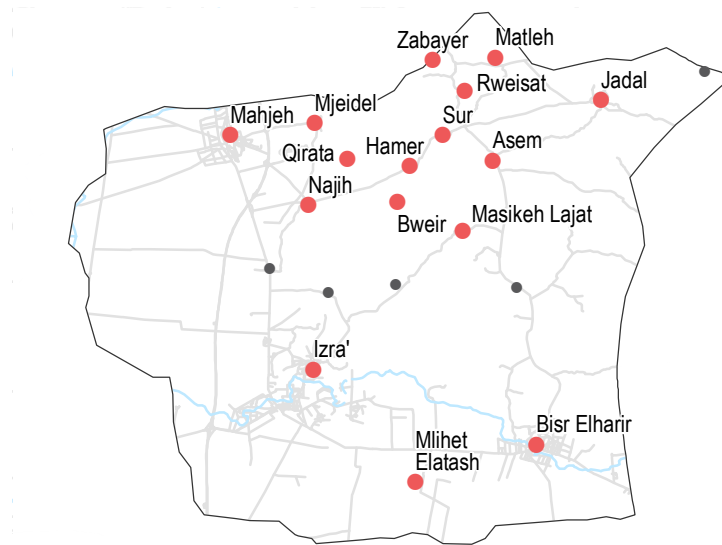 Zabayer
Matleh
Rweisat
Jadal
Mahjeh
Mjeidel
Sur
Qirata
Hamer
Asem
Najih
Bweir
Masikeh Lajat
Izra'
Bisr Elharir
Mlihet
Elatash